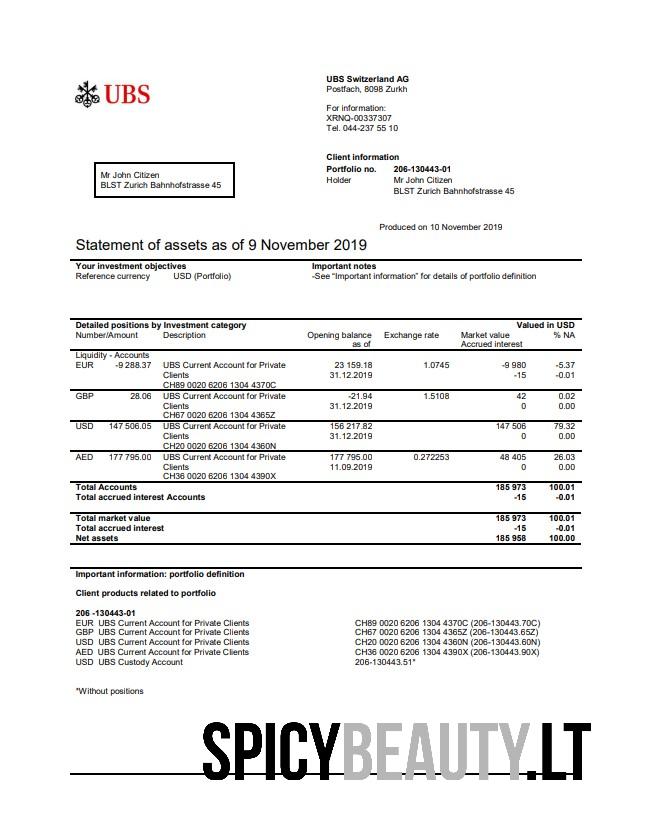 UBS
UBS Switzerland AG
Postfach, 8098 Zurkh
For information:
XRNQ-00337307
Tel. 044-237 55 10
Mr John Citizen
BLST Zurich Bahnhofstrasse 45
Client information
Portfolio no. 206-130443-01
Holder Mr John Citizen
BLST Zurich Bahnhofstrasse 45
Produced on 10 November 2019
Statement of assets as of 9 November 2019
Your investment objectives Important notes
Reference currency USD (Portfolio) -See "Important information" for details of portfolio definition
Detailed positions by Investment category Valued in USD
Number/Amount Description Opening balance Exchange rate Market value % NA
as of Accrued interest
Liquidity - Accounts
EUR -9 288.37 UBS Current Account for Private 23 159.18 1.0745 -9 980 -5.37
Clients 31.12.2019 -15 -0.01
CH89 0020 6206 1304 4370C
GBP 28.06 UBS Current Account for Private -21.94 1.5108 42 0.02
Clients 31.12.2019 0 0.00
CH67 0020 6206 1304 4365Z
USD 147 506.05 UBS Current Account for Private 156 217.82 147 506 79.32
Clients 31.12.2019 0 0.00
CH20 0020 6206 1304 4360N
AED 177 795.00 UBS Current Account for Private 177 795.00 0.272253 48 405 26.03
Clients 11.09.2019 0 0.00
CH36 0020 6206 1304 4390X
Total Accounts 185 973 100.01
Total accrued interest Accounts -15 -0.01
Total market value 185 973 100.01
Total accrued interest -15 -0.01
Net assets 185 958 100.00
Important information: portfolio definition
Client products related to portfolio
206 -130443-01
EUR UBS Current Account for Private Clients CH89 0020 6206 1304 4370C (206-130443.70C)
GBP UBS Current Account for Private Clients CH67 0020 6206 1304 4365Z (206-130443.65Z)
USD UBS Current Account for Private Clients CH20 0020 6206 1304 4360N (206-130443.60N)
AED UBS Current Account for Private Clients CH36 0020 6206 1304 4390X (206-130443.90X)
USD UBS Custody Account 206-130443.51*
*Without positions
SPICYBEAUTY.LT